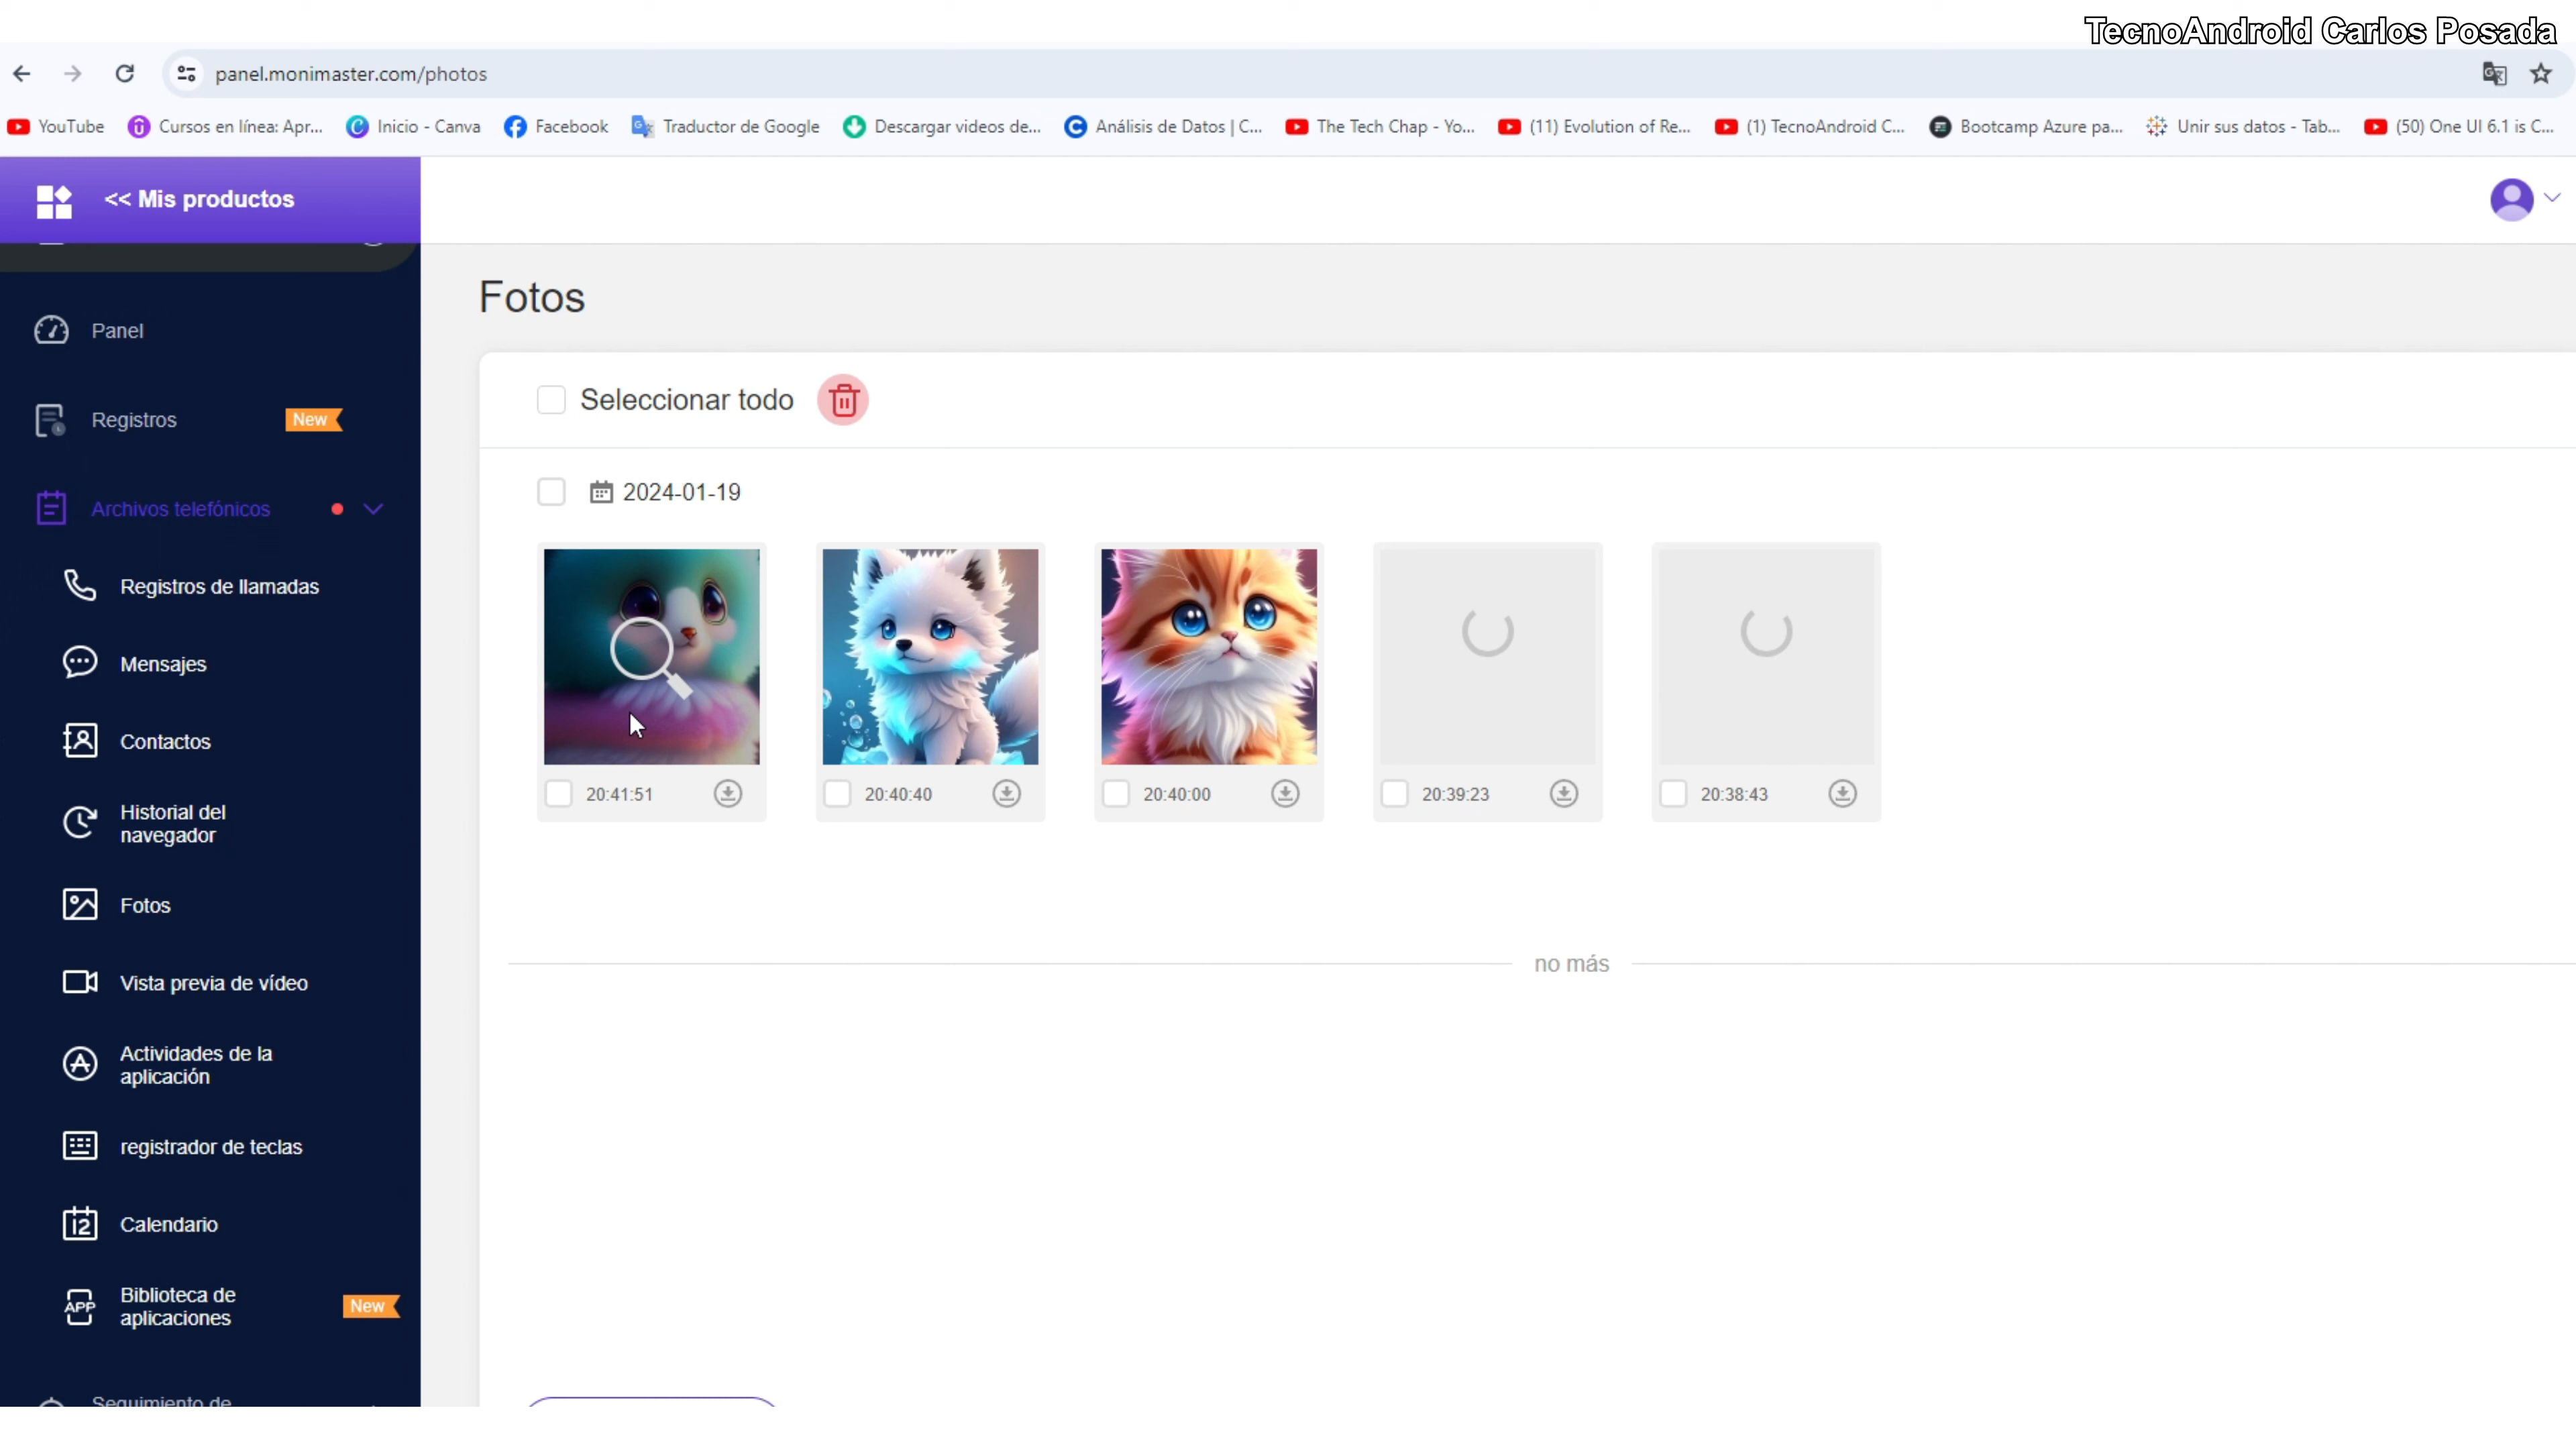 TecnoAndroid Carlos Posada
panel.monimaster.com/photos
YouTube Cursos en línea: Apr... Inicio - Canva Facebook Traductor de Google Descargar videos de... Análisis de Datos | C... The Tech Chap - Yo... (11) Evolution of Re... (1) TecnoAndroid C... Bootcamp Azure pa... Unir sus datos - Tab... (50) One UI 6.1 is C...
<< Mis productos
Fotos
Panel
Seleccionar todo
Registros New
2024-01-19
Archivos telefónicos
Registros de llamadas
Mensajes
Contactos
20:41:51 20:40:40 20:40:00 20:39:23 20:38:43
Historial del
navegador
Fotos
no más
Vista previa de vídeo
Actividades de la
aplicación
registrador de teclas
12 Calendario
Biblioteca de
aplicaciones
APP
New
Seguimiento de